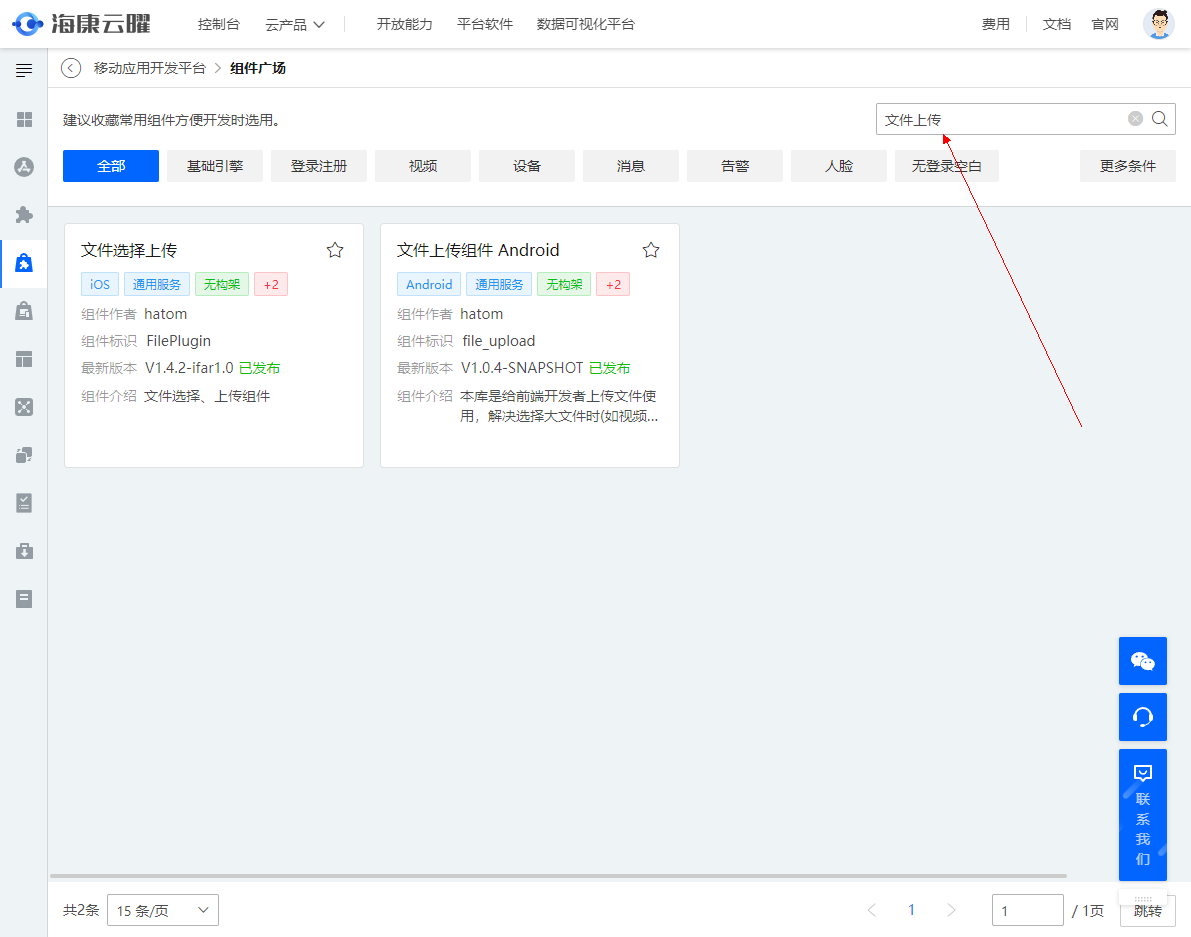 海康云曜 控制台 云产品 开放能力 平台软件 数据可视化平台 费用 文档 官网
移动应用开发平台 > 组件广场
建议收藏常用组件方便开发时选用。 文件上传
全部 基础引擎 登录注册 视频 设备 消息 告警 人脸 无登录空白 更多条件
文件选择上传
iOS 通用服务 无构架 +2
组件作者 hatom
组件标识 FilePlugin
最新版本 V1.4.2-ifar1.0 已发布
组件介绍 文件选择、上传组件
文件上传组件 Android
Android 通用服务 无构架 +2
组件作者 hatom
组件标识 file_upload
最新版本 V1.0.4-SNAPSHOT 已发布
组件介绍 本库是给前端开发者上传文件使
用，解决选择大文件时(如视频...
联
系
我
们
共2条 15 条/页 1 1 / 1页 跳转